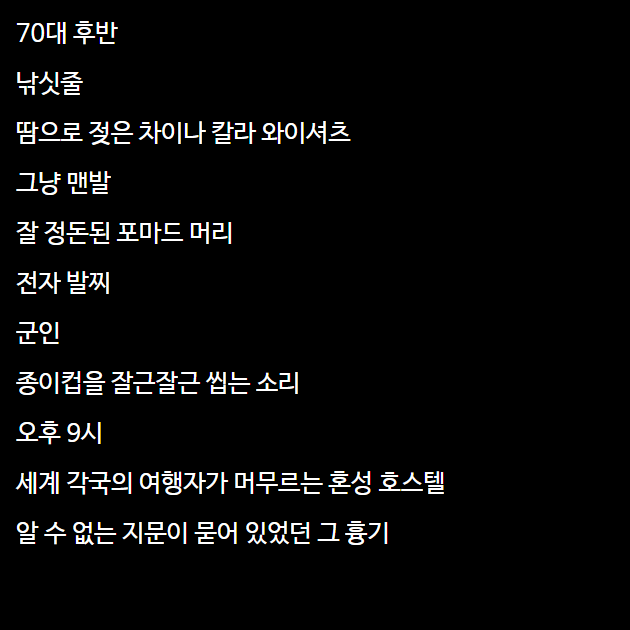 70대 후반
낚싯줄
땀으로 젖은 차이나 칼라 와이셔츠
그냥 맨발
잘 정돈된 포마드 머리
전자 발찌
군인
종이컵을 잘근잘근 씹는 소리
오후 9시
세계 각국의 여행자가 머무르는 혼성 호스텔
알 수 없는 지문이 묻어 있었던 그 흉기